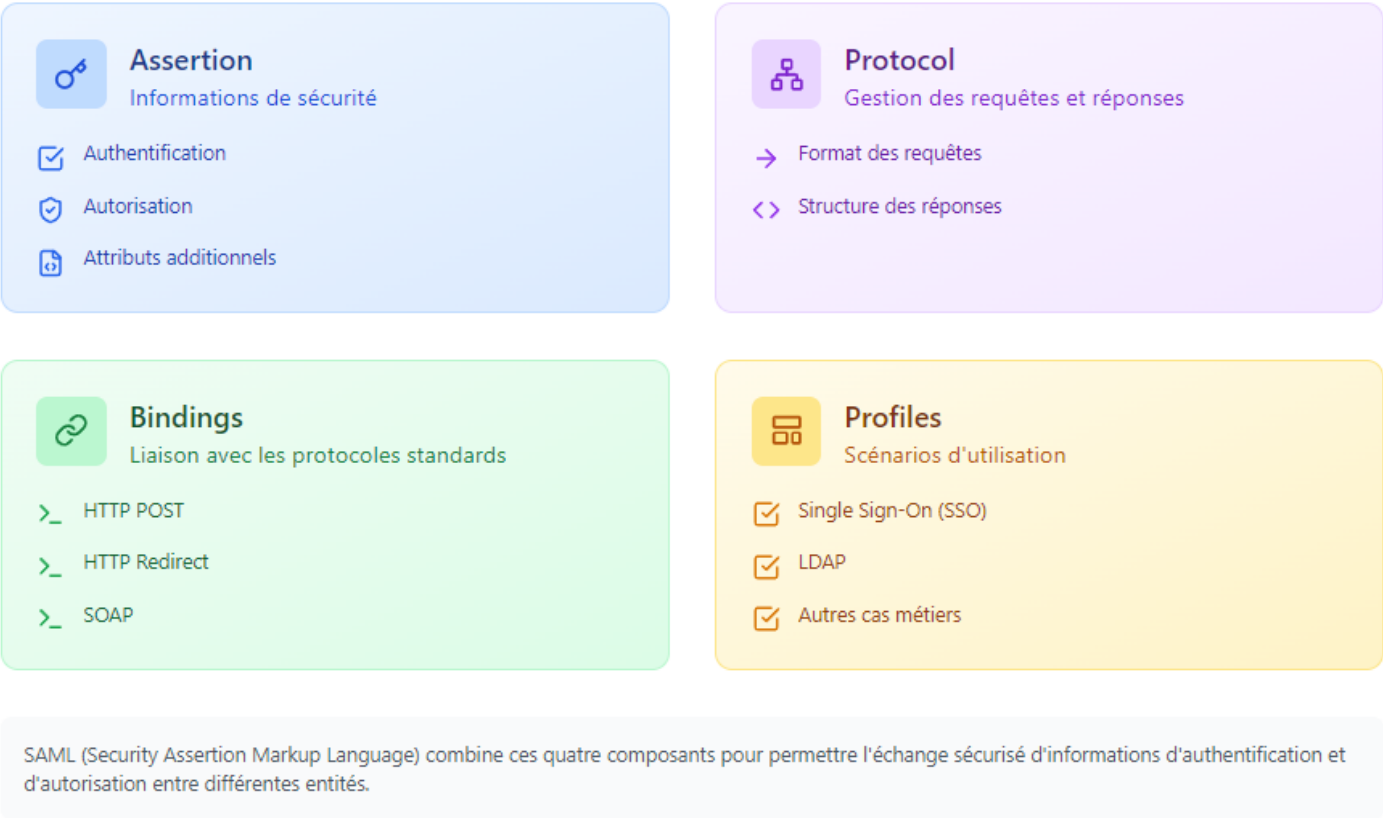 Assertion
Informations de sécurité
Authentification
Autorisation
Attributs additionnels
Protocol
Gestion des requêtes et réponses
Format des requêtes
Structure des réponses
Bindings
Liaison avec les protocoles standards
HTTP POST
HTTP Redirect
SOAP
Profiles
Scénarios d'utilisation
Single Sign-On (SSO)
LDAP
Autres cas métiers
SAML (Security Assertion Markup Language) combine ces quatre composants pour permettre l'échange sécurisé d'informations d'authentification et
d'autorisation entre différentes entités.